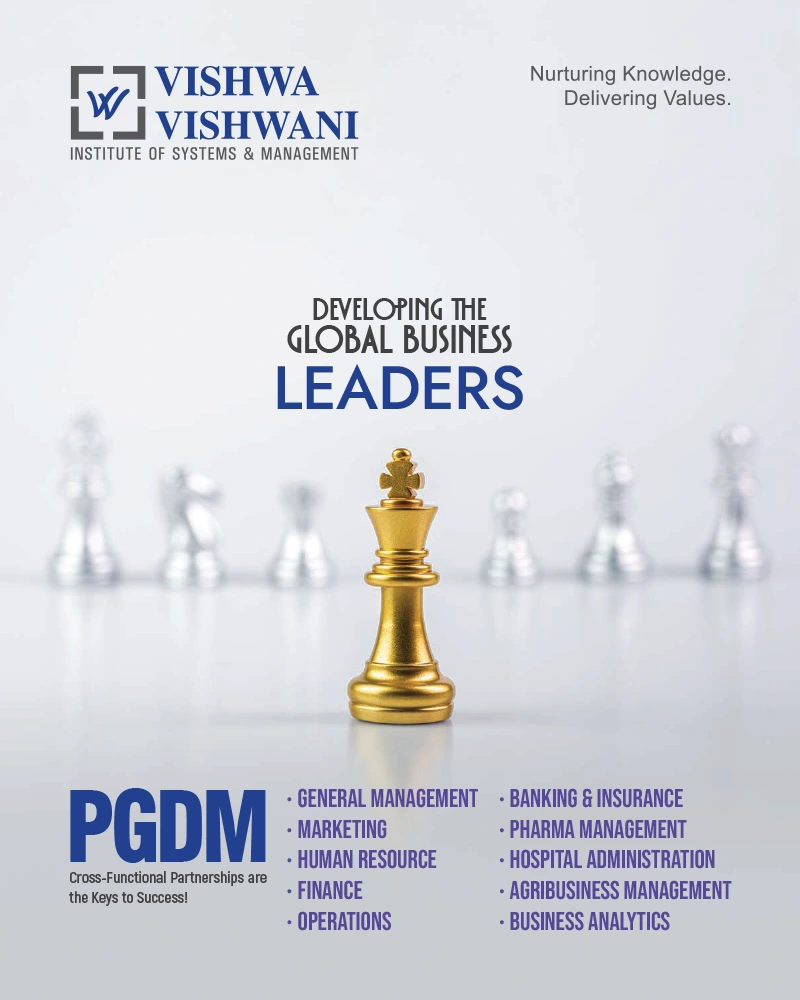 VISHWA
VISHWANI
INSTITUTE OF SYSTEMS & MANAGEMENT
Nurturing Knowledge.
Delivering Values.
DEVELOPING THE
GLOBAL BUSINESS
LEADERS
PGDM
Cross-Functional Partnerships are
the Keys to Success!
• GENERAL MANAGEMENT
• MARKETING
• HUMAN RESOURCE
• FINANCE
• OPERATIONS
• BANKING & INSURANCE
• PHARMA MANAGEMENT
• HOSPITAL ADMINISTRATION
• AGRIBUSINESS MANAGEMENT
• BUSINESS ANALYTICS